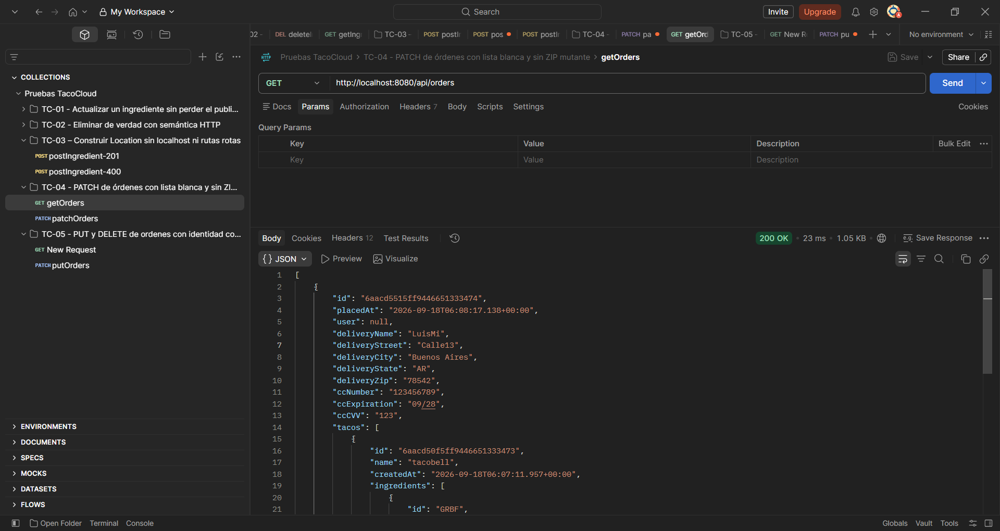 My Workspace
Search
Invite
Upgrade
02 -
DEL deletel
GET getIngr
TC-03 -
POST postIr
POST pos
POST postIr
TC-04 -
PATCH pa
GET getOrd
TC-05 -
GET New R
PATCH pu
No environment
Pruebas TacoCloud > TC-04 - PATCH de órdenes con lista blanca y sin ZIP mutante > getOrders
Save
Share
COLLECTIONS
Pruebas TacoCloud
TC-01 - Actualizar un ingrediente sin perder el publi...
TC-02 - Eliminar de verdad con semántica HTTP
TC-03 – Construir Location sin localhost ni rutas rotas
POST postIngredient-201
POST postIngredient-400
TC-04 - PATCH de órdenes con lista blanca y sin ZI...
GET getOrders
PATCH patchOrders
TC-05 - PUT y DELETE de ordenes con identidad co...
GET New Request
PATCH putOrders
ENVIRONMENTS
DOCUMENTS
SPECS
MOCKS
DATASETS
FLOWS
HTTP
GET
http://localhost:8080/api/orders
Send
Docs
Params
Authorization
Headers 7
Body
Scripts
Settings
Cookies
Query Params
Key
Value
Description
Bulk Edit
Key
Value
Description
Body
Cookies
Headers 12
Test Results
200 OK
23 ms
1.05 KB
e.g.
Save Response
{} JSON
Preview
Visualize
1 [
2 {
3 "id": "6aacd5515ff9446651333474",
4 "placedAt": "2026-09-18T06:08:17.138+00:00",
5 "user": null,
6 "deliveryName": "LuisMi",
7 "deliveryStreet": "Calle13",
8 "deliveryCity": "Buenos Aires",
9 "deliveryState": "AR",
10 "deliveryZip": "78542",
11 "ccNumber": "123456789",
12 "ccExpiration": "09/28",
13 "ccCVV": "123",
14 "tacos": [
15 {
16 "id": "6aacd50f5ff9446651333473",
17 "name": "tacobell",
18 "createdAt": "2026-09-18T06:07:11.957+00:00",
19 "ingredients": [
20 {
21 "id": "GRBF",
Open Folder
Terminal
Console
Globals
Vault
Tools